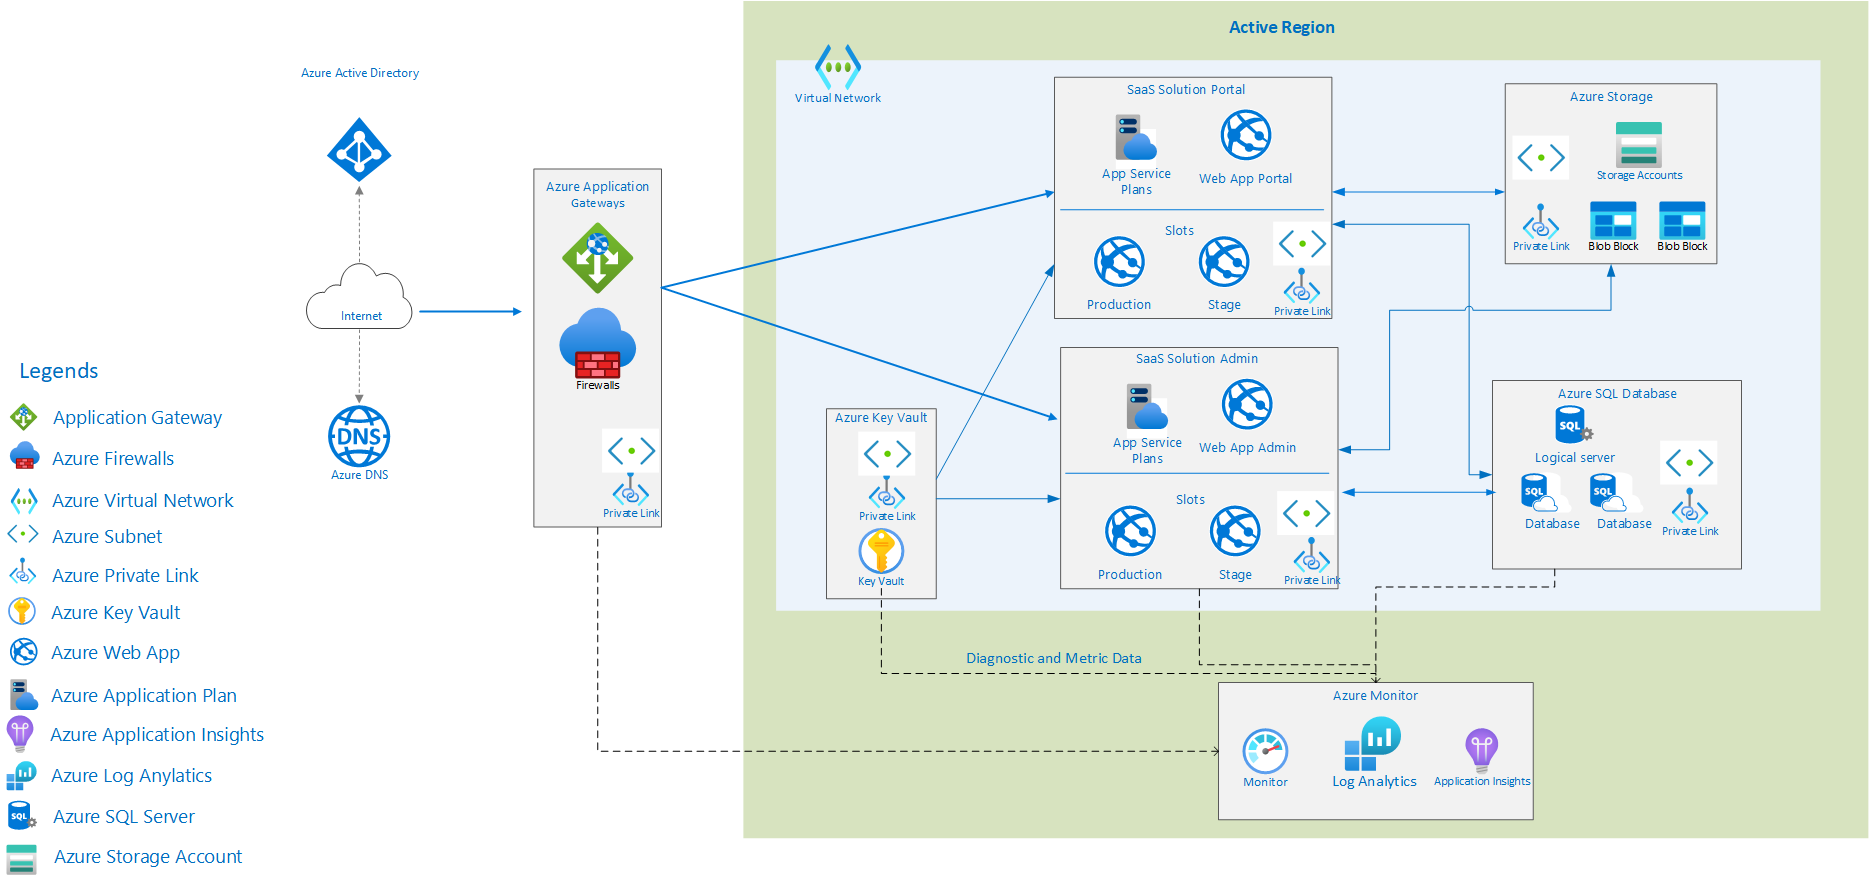 Active Region
Azure Active Directory
Virtual Network
SaaS Solution Portal
App Service
Plans
Web App Portal
Slots
Production
Stage
Private Link
Azure Storage
Storage Accounts
Private Link
Blob Block
Blob Block
Azure Application
Gateways
Firewalls
Private Link
Internet
Azure DNS
SaaS Solution Admin
App Service
Plans
Web App Admin
Slots
Production
Stage
Private Link
Azure Key Vault
Private Link
Key Vault
Azure SQL Database
Logical server
Database
Database
Private Link
Diagnostic and Metric Data
Azure Monitor
Monitor
Log Analytics
Application Insights
Legends
Application Gateway
Azure Firewalls
Azure Virtual Network
Azure Subnet
Azure Private Link
Azure Key Vault
Azure Web App
Azure Application Plan
Azure Application Insights
Azure Log Anylatics
Azure SQL Server
Azure Storage Account
DNS
SQL
SQL
SQL
SQL